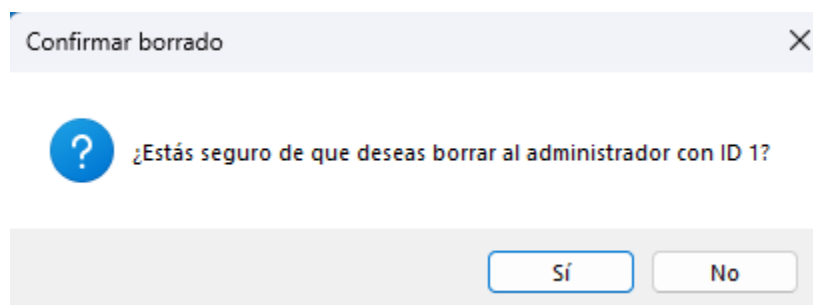 Confirmar borrado
¿Estás seguro de que deseas borrar al administrador con ID 1?
Sí
No